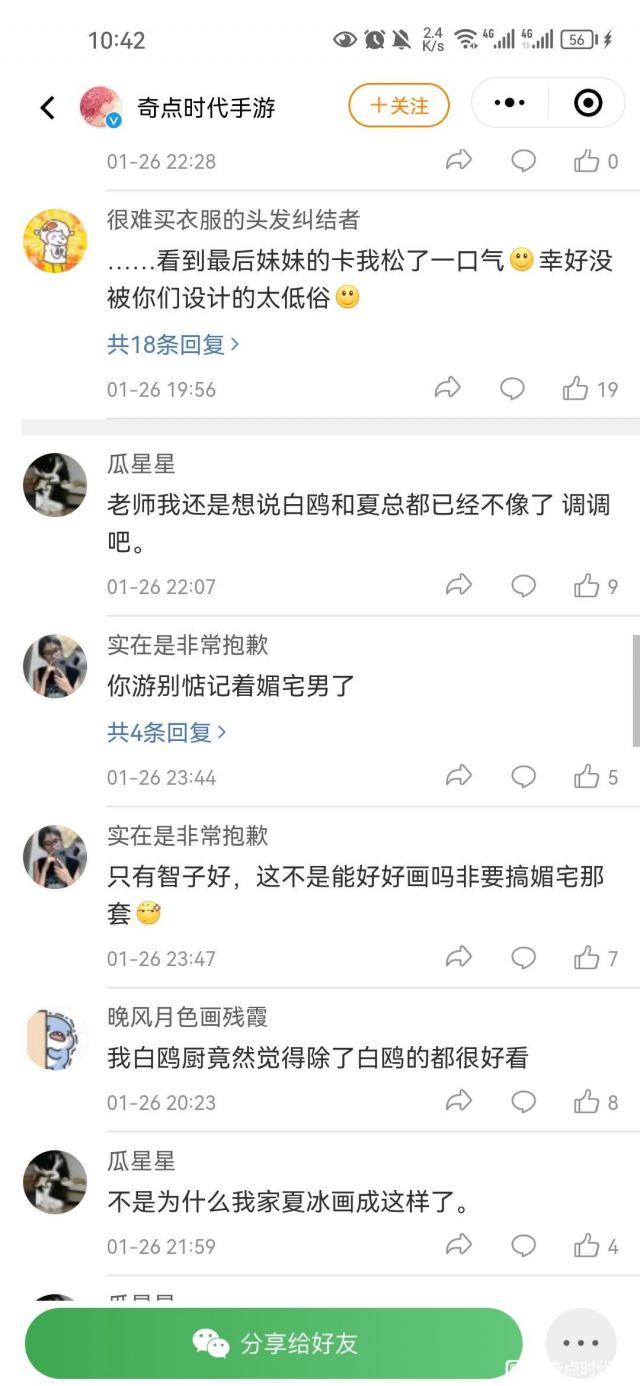 10:42
2.4
K/s
4G
4G
56
奇点时代手游
＋关注
01-26 22:28
0
很难买衣服的头发纠结者
……看到最后妹妹的卡我松了一口气🙂幸好没
被你们设计的太低俗🙂
共18条回复
01-26 19:56
19
瓜星星
老师我还是想说白鸥和夏总都已经不像了 调调
吧。
01-26 22:07
9
实在是非常抱歉
你游别惦记着媚宅男了
共4条回复
01-26 23:44
5
实在是非常抱歉
只有智子好，这不是能好好画吗非要搞媚宅那
套
01-26 23:47
7
晚风月色画残霞
我白鸥厨竟然觉得除了白鸥的都很好看
01-26 20:23
8
瓜星星
不是为什么我家夏冰画成这样了。
01-26 21:59
4
瓜星星
分享给好友
奇点时代